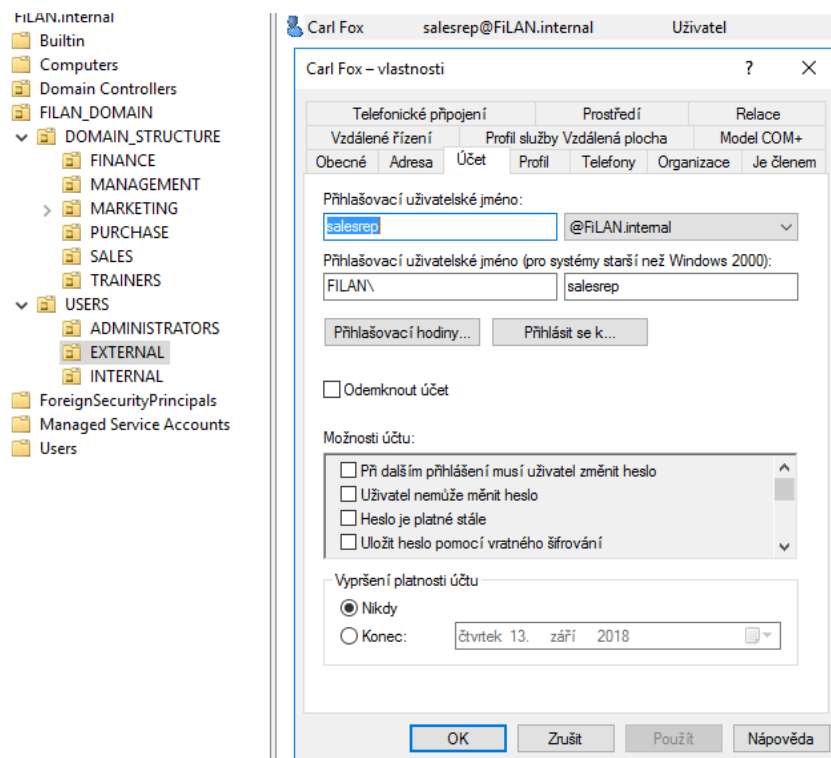 FiLAN.internal
Builtin
Computers
Domain Controllers
FILAN_DOMAIN
DOMAIN_STRUCTURE
FINANCE
MANAGEMENT
MARKETING
PURCHASE
SALES
TRAINERS
USERS
ADMINISTRATORS
EXTERNAL
INTERNAL
ForeignSecurityPrincipals
Managed Service Accounts
Users
Carl Fox salesrep@FiLAN.internal Uživatel
Carl Fox – vlastnosti
Telefonické připojení Prostředí Relace
Vzdálené řízení Profil služby Vzdálená plocha Model COM+
Obecné Adresa Účet Profil Telefony Organizace Je členem
Přihlašovací uživatelské jméno:
salesrep @FiLAN.internal
Přihlašovací uživatelské jméno (pro systémy starší než Windows 2000):
FILAN\ salesrep
Přihlašovací hodiny... Přihlásit se k...
Odemknout účet
Možnosti účtu:
Při dalším přihlášení musí uživatel změnit heslo
Uživatel nemůže měnit heslo
Heslo je platné stále
Uložit heslo pomocí vratného šifrování
Vypršení platnosti účtu
Nikdy
Konec: čtvrtek 13. září 2018
OK Zrušit Použít Nápověda